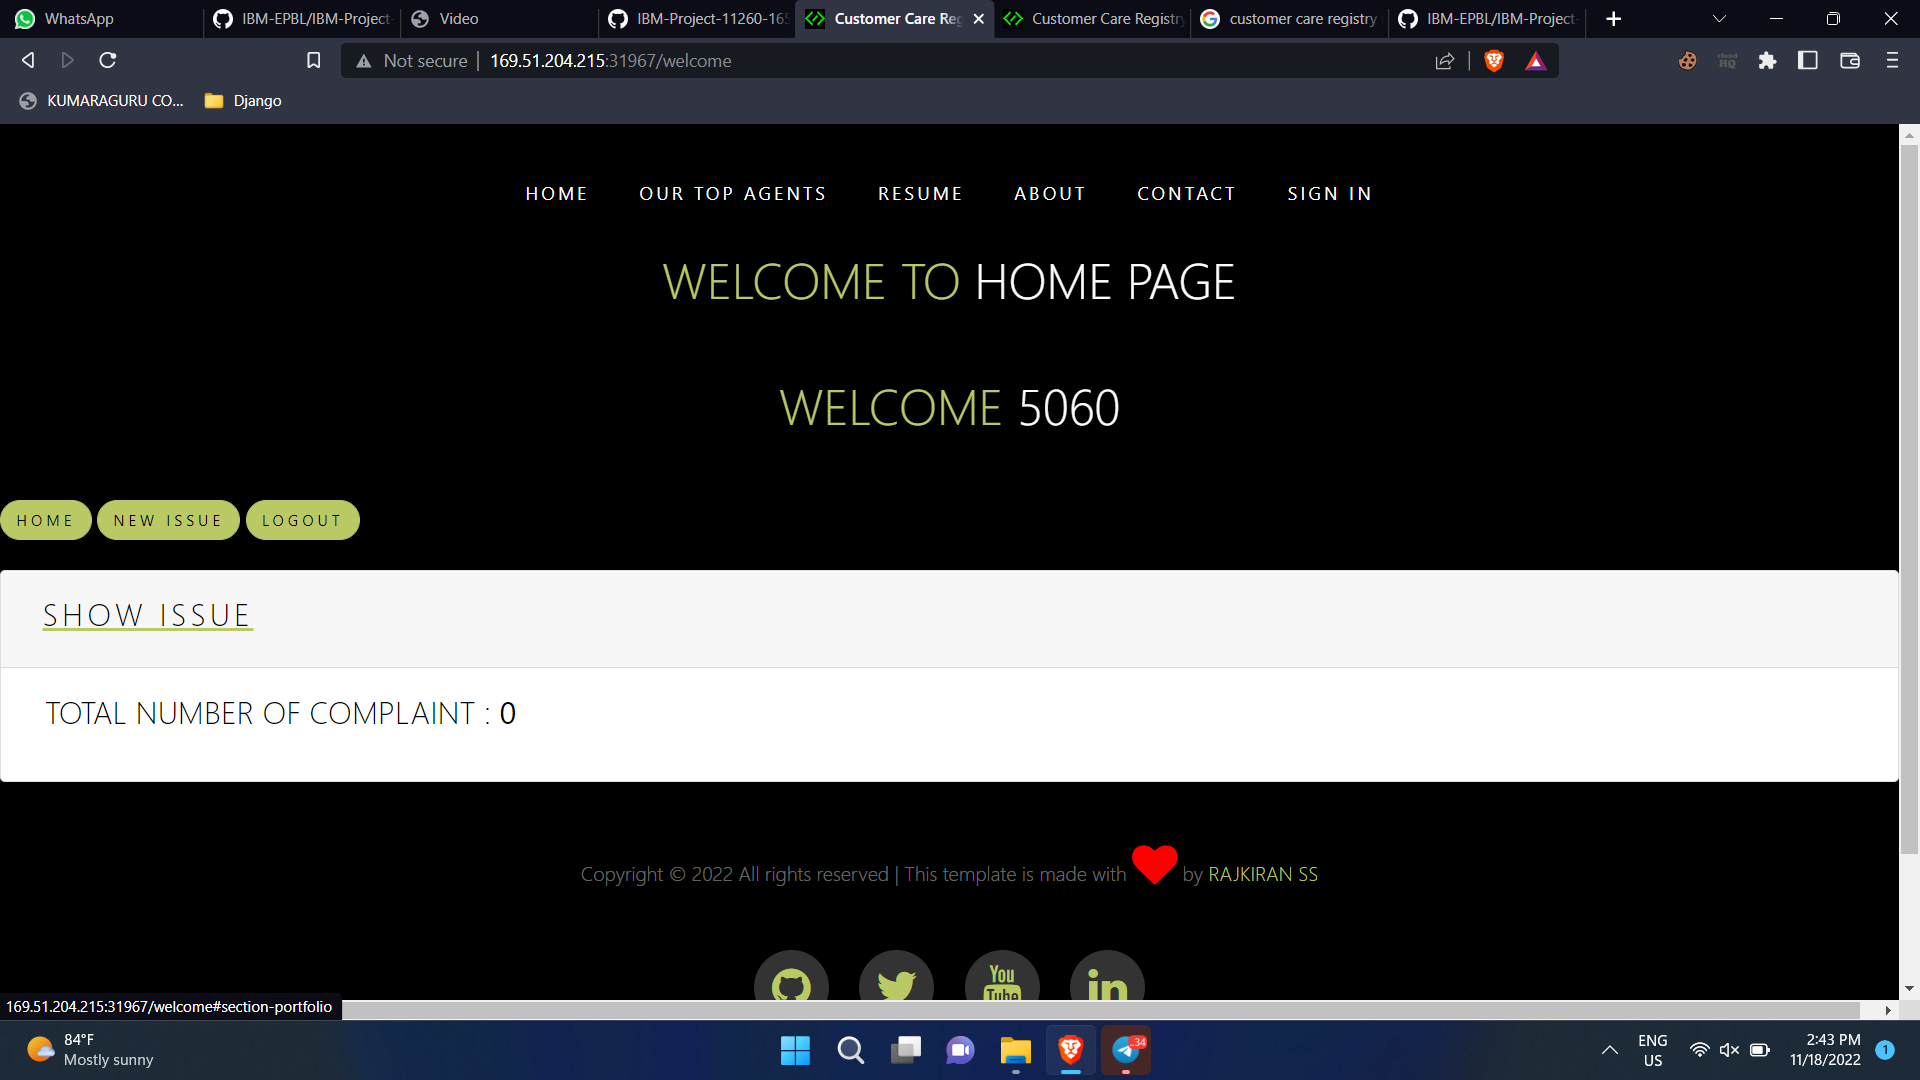 WhatsApp
IBM-EPBL/IBM-Project-
Video
IBM-Project-11260-165
Customer Care Reg
Customer Care Registry
customer care registry
IBM-EPBL/IBM-Project-
Not secure
169.51.204.215:31967/welcome
cloud
HQ
KUMARAGURU CO...
Django
HOME
OUR TOP AGENTS
RESUME
ABOUT
CONTACT
SIGN IN
WELCOME TO HOME PAGE
WELCOME 5060
HOME
NEW ISSUE
LOGOUT
SHOW ISSUE
TOTAL NUMBER OF COMPLAINT : 0
Copyright © 2022 All rights reserved | This template is made with by RAJKIRAN SS
You
Tube
in
169.51.204.215:31967/welcome#section-portfolio
84°F
Mostly sunny
34
ENG
US
2:43 PM
11/18/2022
1